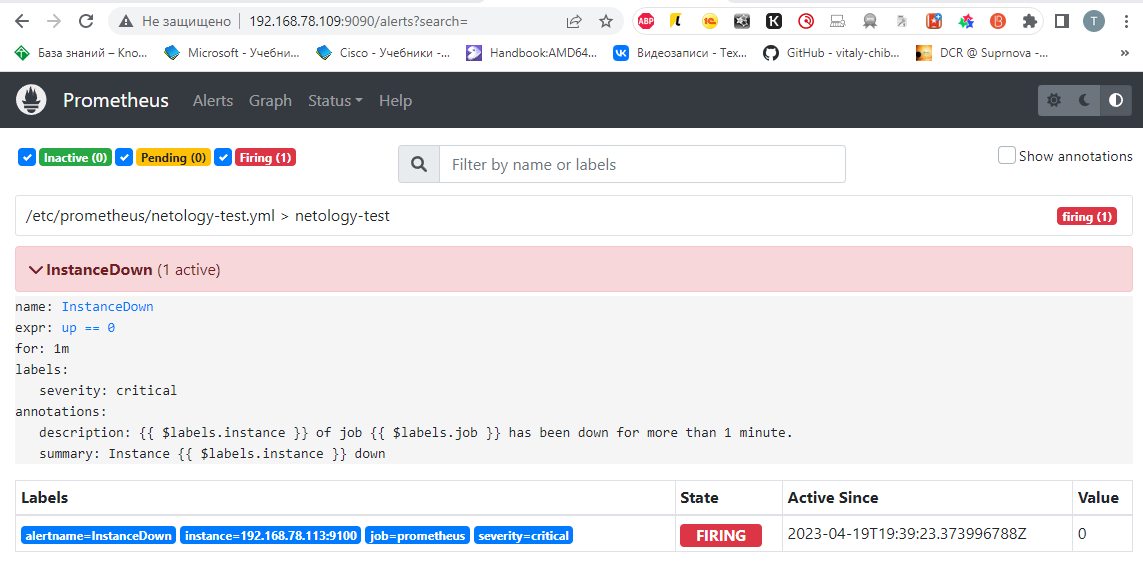 Не защищено 192.168.78.109:9090/alerts?search=
ABP
T
База знаний – Kno...
Microsoft - Учебни...
Cisco - Учебники -...
Handbook:AMD64...
Видеозаписи - Тех...
GitHub - vitaly-chib...
DCR @ Suprnova -...
»
Prometheus Alerts Graph Status Help
Inactive (0) Pending (0) Firing (1)
Filter by name or labels
Show annotations
/etc/prometheus/netology-test.yml > netology-test
firing (1)
InstanceDown (1 active)
name: InstanceDown
expr: up == 0
for: 1m
labels:
severity: critical
annotations:
description: {{ $labels.instance }} of job {{ $labels.job }} has been down for more than 1 minute.
summary: Instance {{ $labels.instance }} down
Labels State Active Since Value
alertname=InstanceDown instance=192.168.78.113:9100 job=prometheus severity=critical FIRING 2023-04-19T19:39:23.373996788Z 0